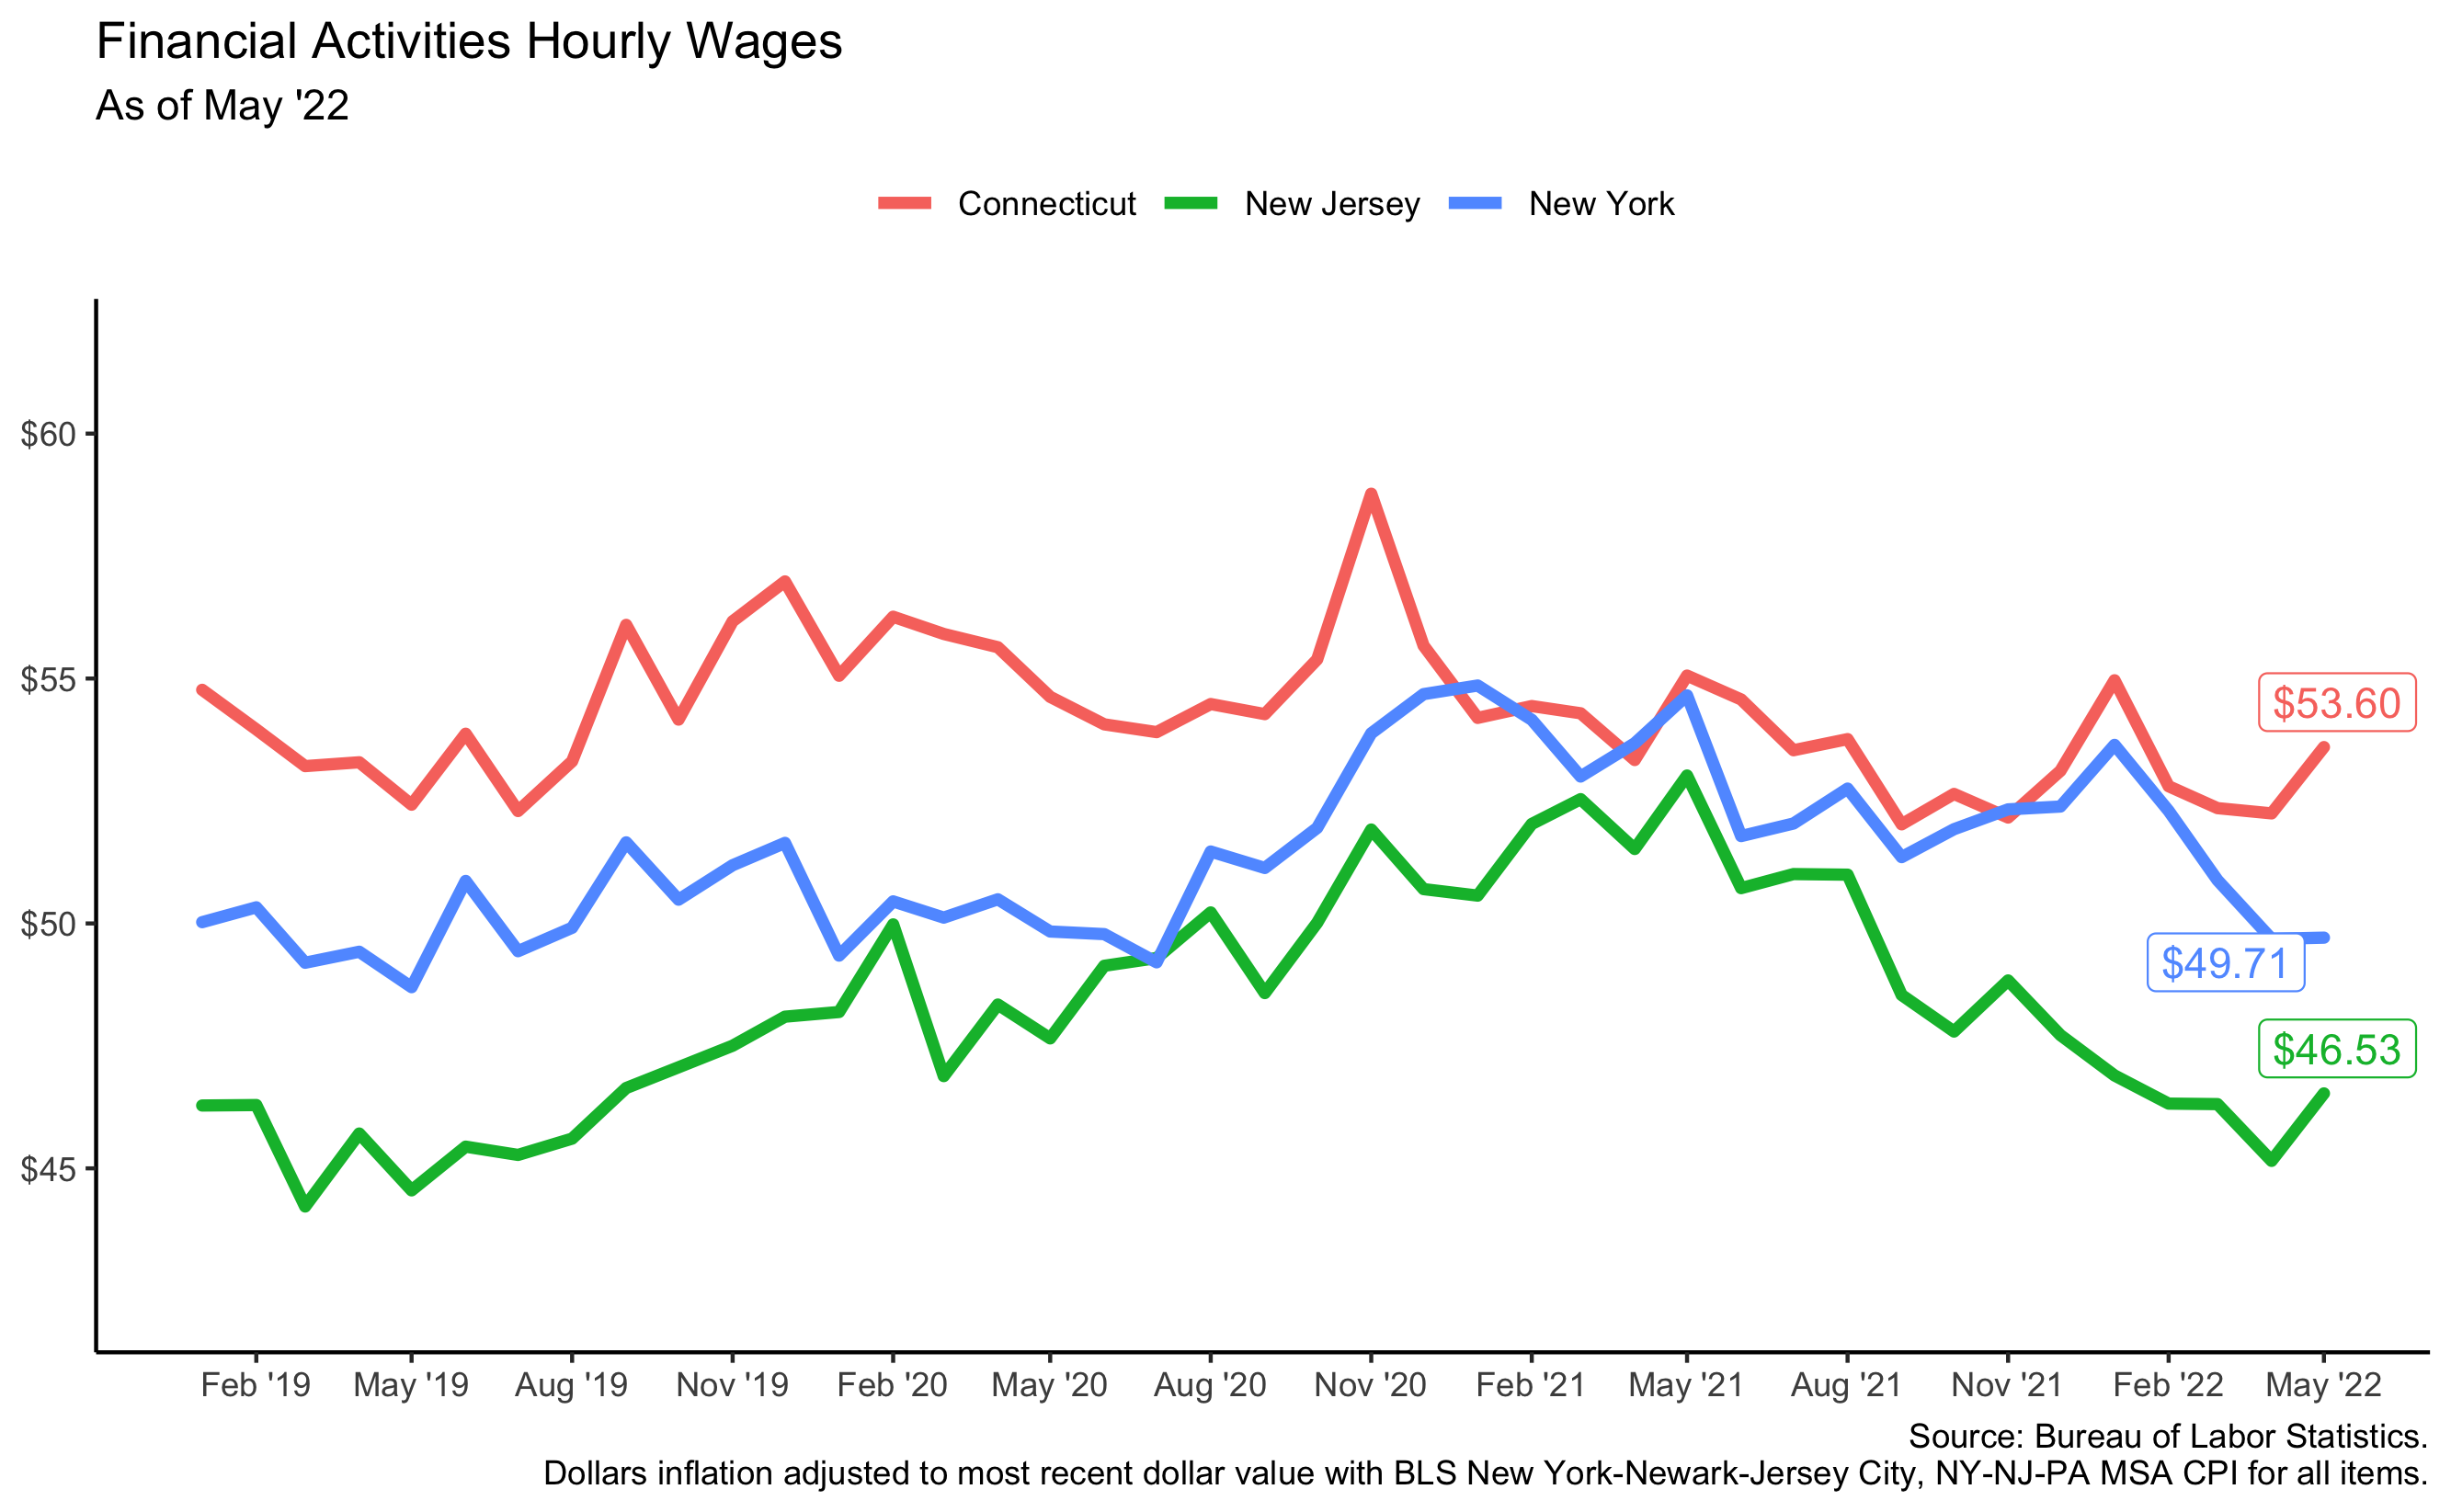 Financial Activities Hourly Wages
As of May '22
Connecticut New Jersey New York
$60
$55
$50
$45
$53.60
$49.71
$46.53
Feb '19 May '19 Aug '19 Nov '19 Feb '20 May '20 Aug '20 Nov '20 Feb '21 May '21 Aug '21 Nov '21 Feb '22 May '22
Source: Bureau of Labor Statistics.
Dollars inflation adjusted to most recent dollar value with BLS New York-Newark-Jersey City, NY-NJ-PA MSA CPI for all items.